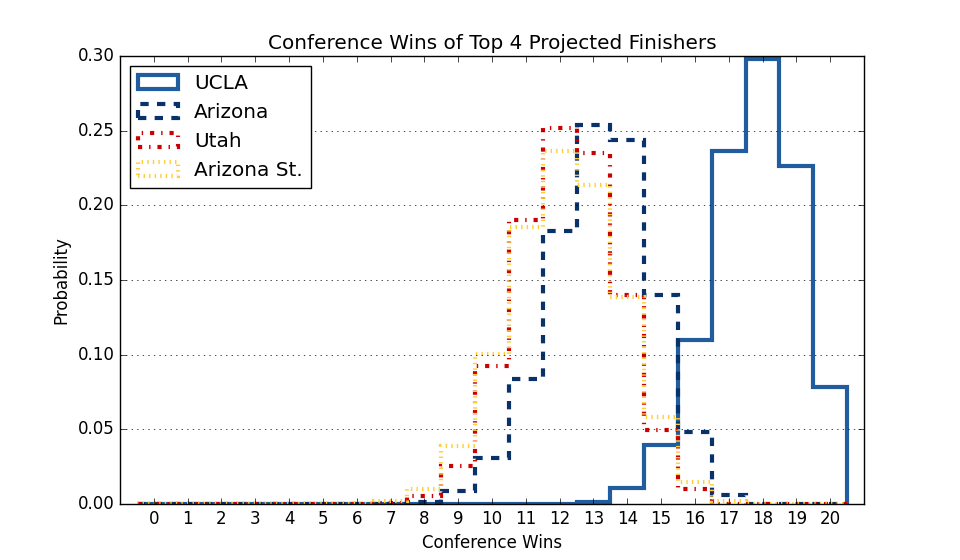 Conference Wins of Top 4 Projected Finishers
UCLA
Arizona
Utah
Arizona St.
Probability
0.30
0.25
0.20
0.15
0.10
0.05
0.00
0 1 2 3 4 5 6 7 8 9 10 11 12 13 14 15 16 17 18 19 20
Conference Wins